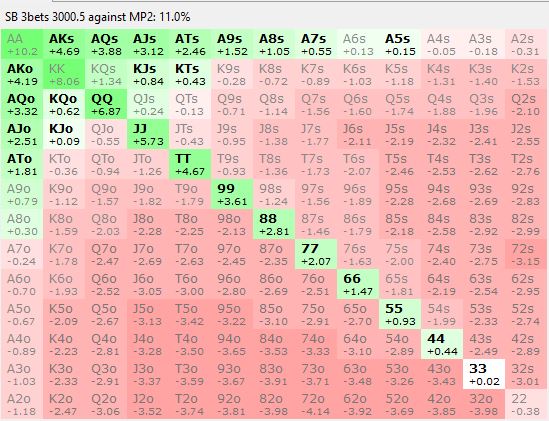 SB 3bets 3000.5 against MP2: 11.0%
AA AKs AQs AJs ATs A9s A8s A7s A6s A5s A4s A3s A2s
+10.2 +4.69 +3.88 +3.12 +2.46 +1.52 +1.05 +0.55 +0.13 +0.15 -0.05 -0.18 -0.31
AKo KK KQs KJs KTs K9s K8s K7s K6s K5s K4s K3s K2s
+4.19 +8.06 +1.34 +0.84 +0.43 -0.28 -0.72 -0.89 -1.03 -1.18 -1.31 -1.40 -1.53
AQo KQo QQ QJs QTs Q9s Q8s Q7s Q6s Q5s Q4s Q3s Q2s
+3.32 +0.62 +6.87 +0.24 -0.13 -0.71 -1.14 -1.56 -1.60 -1.74 -1.88 -1.96 -2.10
AJo KJo QJo JJ JTs J9s J8s J7s J6s J5s J4s J3s J2s
+2.51 +0.09 -0.55 +5.73 -0.43 -0.95 -1.38 -1.77 -2.11 -2.19 -2.32 -2.41 -2.55
ATo KTo QTo JTo TT T9s T8s T7s T6s T5s T4s T3s T2s
+1.81 -0.36 -0.94 -1.26 +4.67 -0.93 -1.36 -1.73 -2.07 -2.46 -2.53 -2.62 -2.76
A9o K9o Q9o J9o T9o 99 98s 97s 96s 95s 94s 93s 92s
+0.79 -1.12 -1.57 -1.82 -1.79 +3.61 -1.24 -1.56 -1.89 -2.28 -2.68 -2.69 -2.83
A8o K8o Q8o J8o T8o 98o 88 87s 86s 85s 84s 83s 82s
+0.30 -1.59 -2.03 -2.28 -2.25 -2.13 +2.81 -1.46 -1.79 -2.18 -2.58 -2.92 -2.99
A7o K7o Q7o J7o T7o 97o 87o 77 76s 75s 74s 73s 72s
-0.24 -1.78 -2.47 -2.69 -2.63 -2.45 -2.35 +2.07 -1.63 -2.00 -2.40 -2.75 -3.15
A6o K6o Q6o J6o T6o 96o 86o 76o 66 65s 64s 63s 62s
-0.70 -1.93 -2.52 -3.05 -3.00 -2.80 -2.69 -2.51 +1.47 -1.81 -2.19 -2.54 -2.95
A5o K5o Q5o J5o T5o 95o 85o 75o 65o 55 54s 53s 52s
-0.67 -2.09 -2.67 -3.13 -3.42 -3.22 -3.10 -2.91 -2.70 +0.93 -1.99 -2.33 -2.74
A4o K4o Q4o J4o T4o 94o 84o 74o 64o 54o 44 43s 42s
-0.89 -2.23 -2.81 -3.28 -3.50 -3.65 -3.53 -3.33 -3.10 -2.89 +0.44 -2.49 -2.89
A3o K3o Q3o J3o T3o 93o 83o 73o 63o 53o 43o 33 32s
-1.03 -2.33 -2.91 -3.37 -3.59 -3.67 -3.91 -3.71 -3.48 -3.26 -3.43 +0.02 -3.01
A2o K2o Q2o J2o T2o 92o 82o 72o 62o 52o 42o 32o 22
-1.18 -2.47 -3.06 -3.52 -3.74 -3.81 -3.98 -4.14 -3.92 -3.69 -3.85 -3.98 -0.38